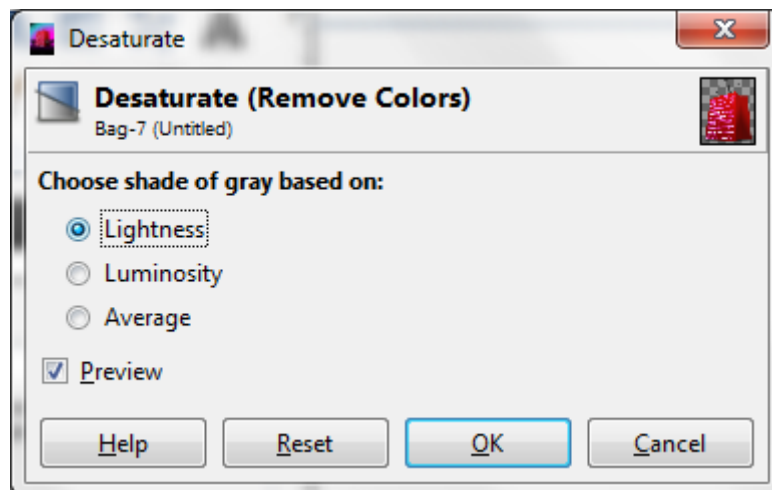 Desaturate
Desaturate (Remove Colors)
Bag-7 (Untitled)
Choose shade of gray based on:
Lightness
Luminosity
Average
Preview
Help Reset OK Cancel